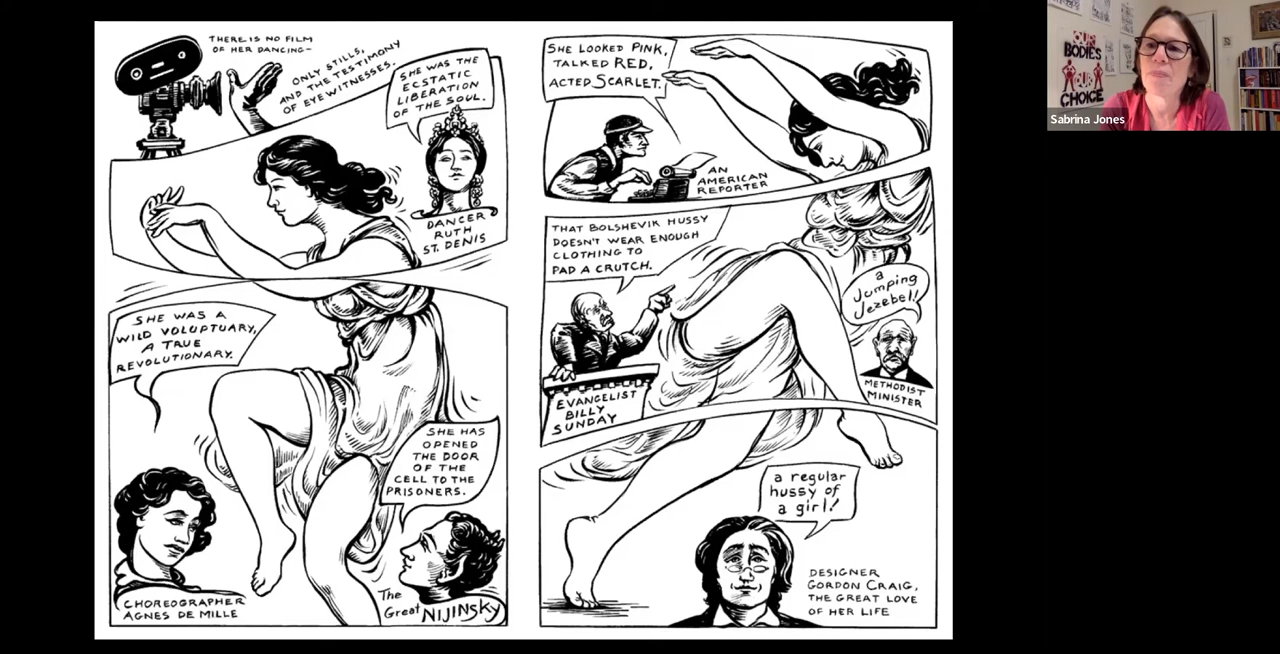 THERE IS NO FILM
OF HER DANCING—
ONLY STILLS,
AND THE TESTIMONY
OF EYEWITNESSES.
SHE WAS THE
ECSTATIC
LIBERATION
OF THE SOUL.
DANCER
RUTH
ST. DENIS
SHE WAS A
WILD VOLUPTUARY,
A TRUE
REVOLUTIONARY.
SHE HAS
OPENED
THE DOOR
OF THE
CELL TO THE
PRISONERS.
CHOREOGRAPHER
AGNES DE MILLE
The
Great NIJINSKY
SHE LOOKED PINK,
TALKED RED,
ACTED SCARLET.
AN
AMERICAN
REPORTER
THAT BOLSHEVIK HUSSY
DOESN'T WEAR ENOUGH
CLOTHING TO
PAD A CRUTCH.
EVANGELIST
BILLY
SUNDAY
a
Jumping
Jezebel!
METHODIST
MINISTER
a regular
hussy of
a girl!
DESIGNER
GORDON CRAIG,
THE GREAT LOVE
OF HER LIFE
OUR
BODIES
OUR
CHOICE
Sabrina Jones